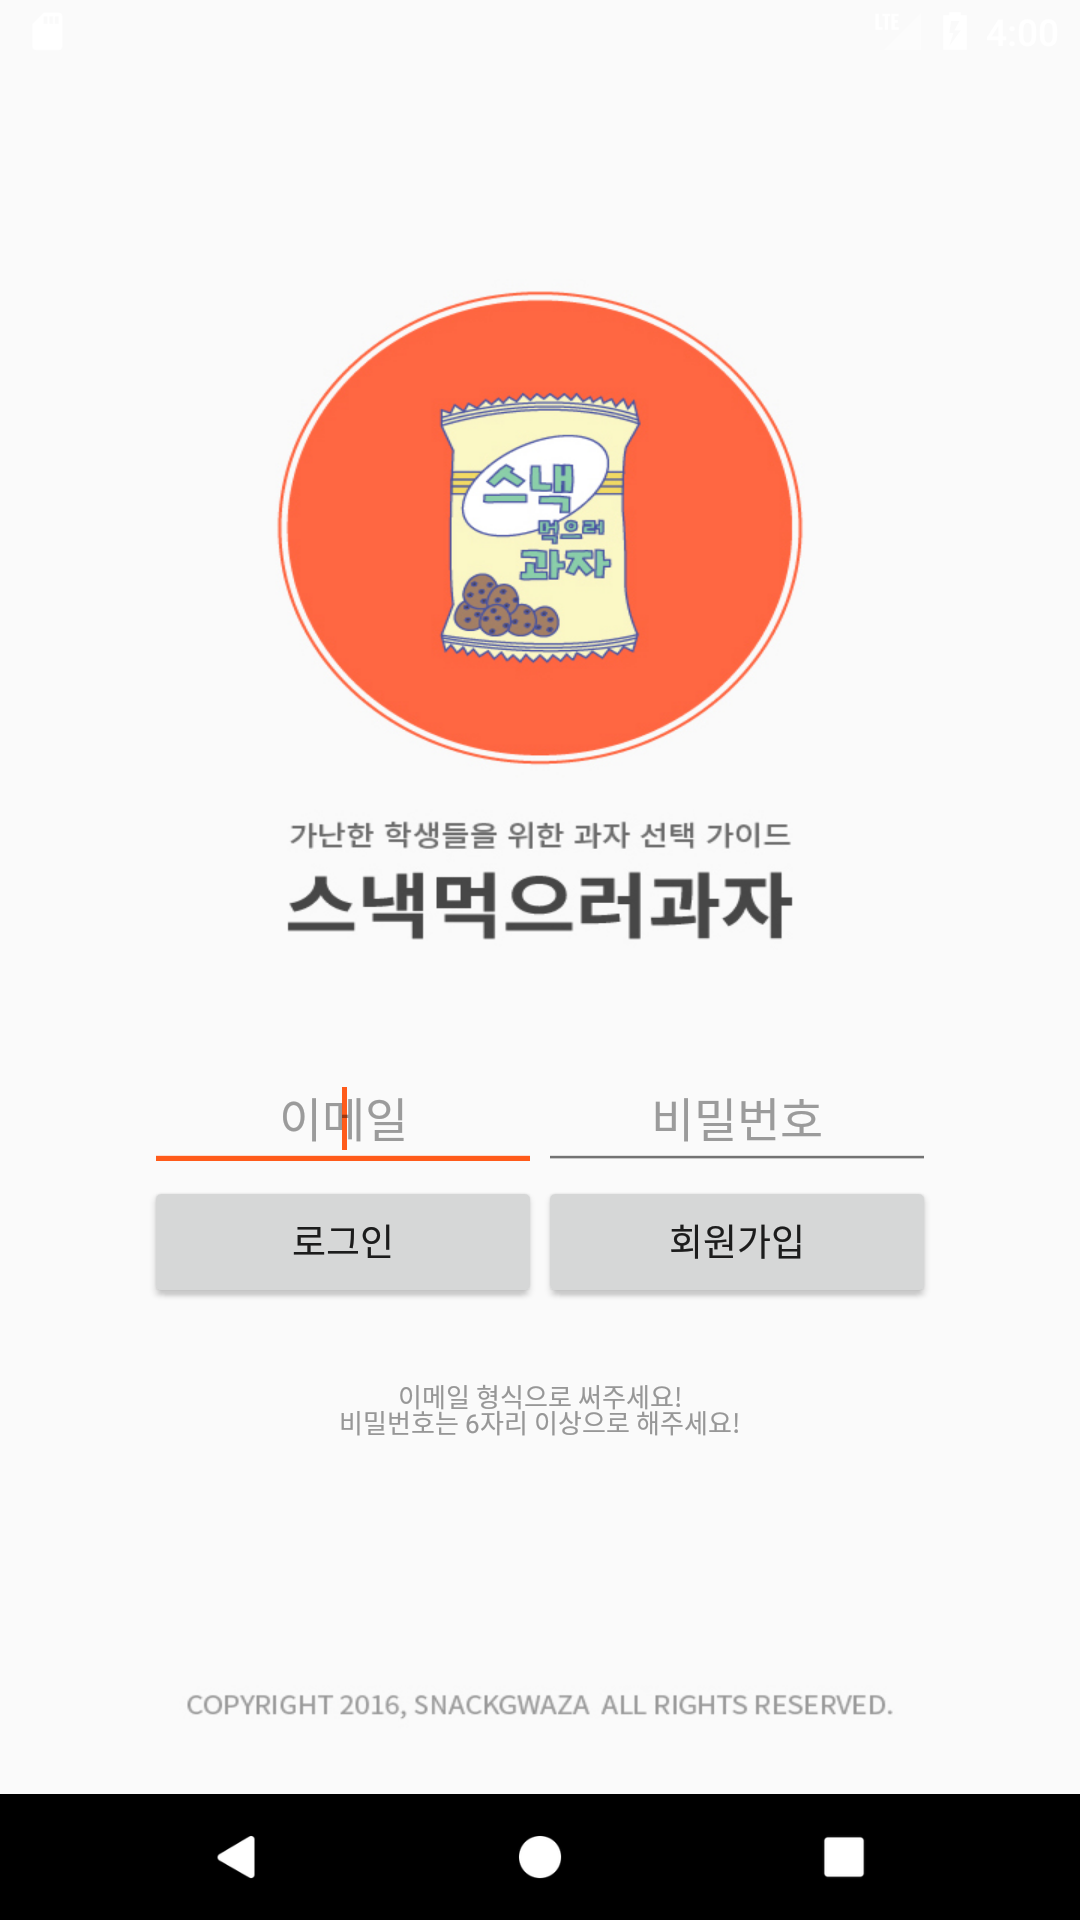 LTE 4:00
스낵
먹으러
과자
가난한 학생들을 위한 과자 선택 가이드
스낵먹으러과자
이메일 비밀번호
로그인 회원가입
이메일 형식으로 써주세요!
비밀번호는 6자리 이상으로 해주세요!
COPYRIGHT 2016, SNACKGWAZA ALL RIGHTS RESERVED.